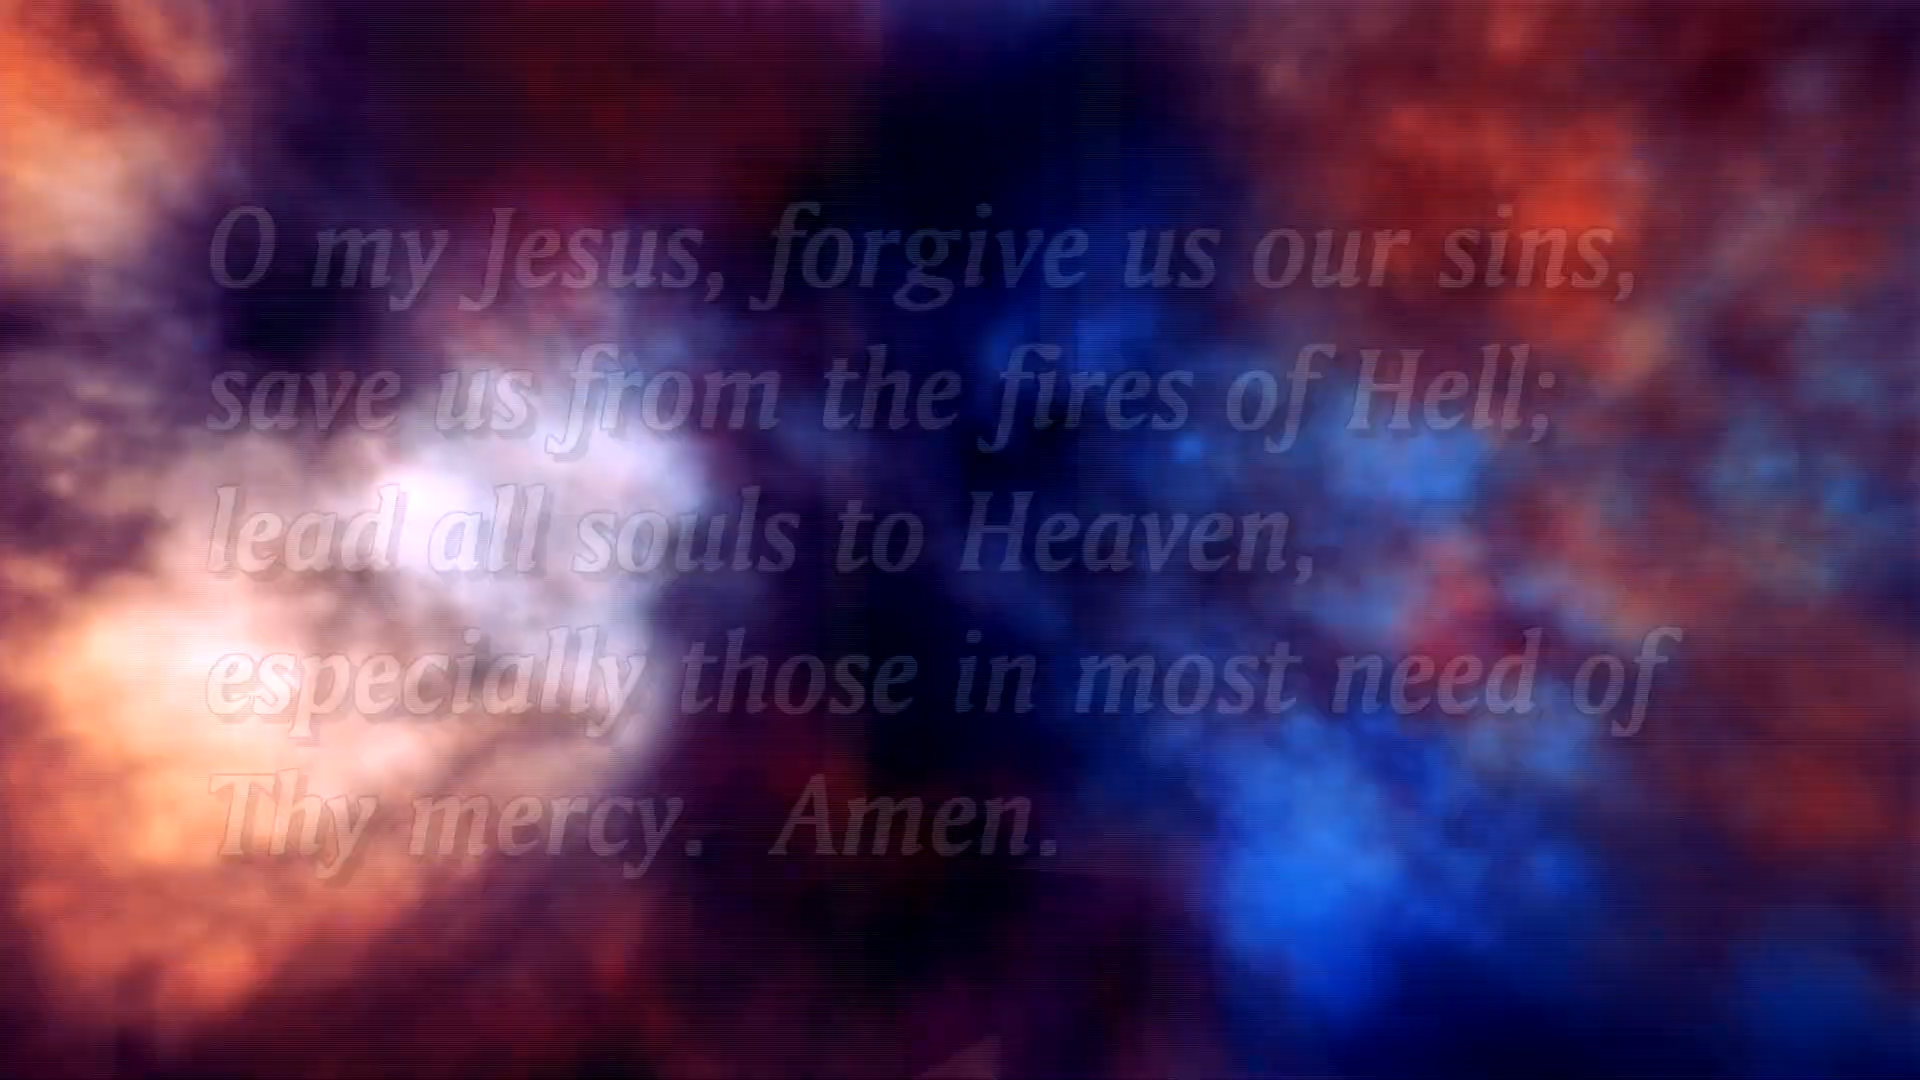 O my Jesus, forgive us our sins,
save us from the fires of Hell;
lead all souls to Heaven,
especially those in most need of
Thy mercy.  Amen.